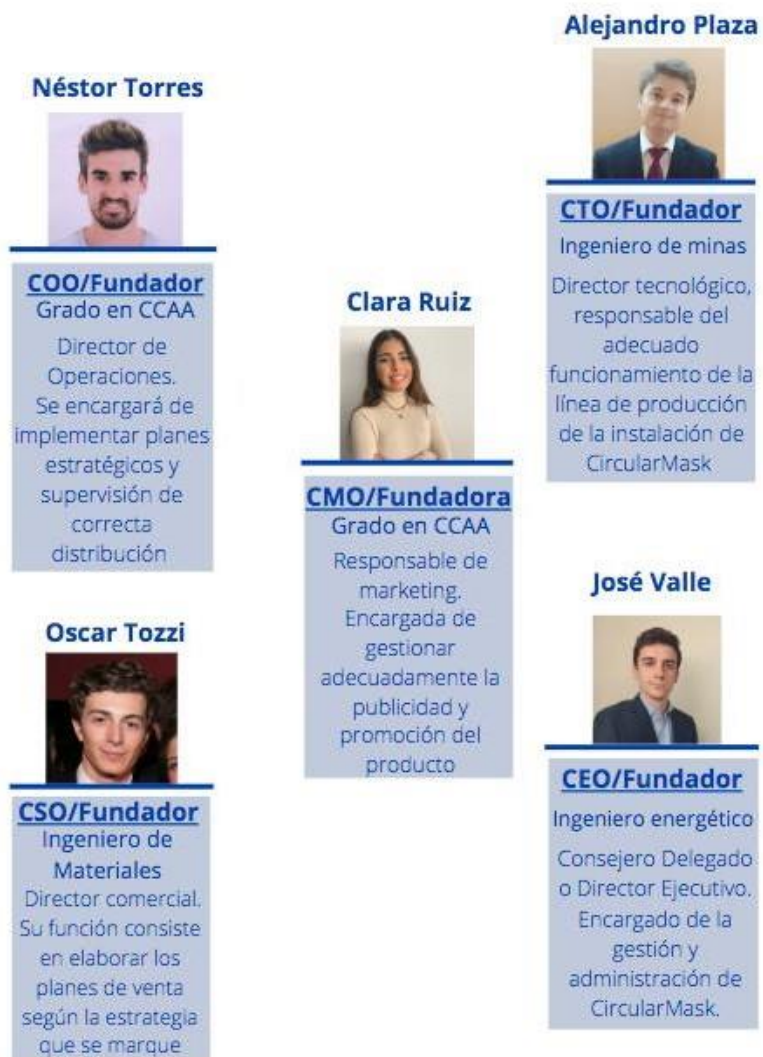 Néstor Torres
COO/Fundador
Grado en CCAA
Director de
Operaciones.
Se encargará de
implementar planes
estratégicos y
supervisión de
correcta
distribución
Oscar Tozzi
CSO/Fundador
Ingeniero de
Materiales
Director comercial.
Su función consiste
en elaborar los
planes de venta
según la estrategia
que se marque
Clara Ruiz
CMO/Fundadora
Grado en CCAA
Responsable de
marketing.
Encargada de
gestionar
adecuadamente la
publicidad y
promoción del
producto
Alejandro Plaza
CTO/Fundador
Ingeniero de minas
Director tecnológico,
responsable del
adecuado
funcionamiento de la
línea de producción
de la instalación de
CircularMask
José Valle
CEO/Fundador
Ingeniero energético
Consejero Delegado
o Director Ejecutivo.
Encargado de la
gestión y
administración de
CircularMask.